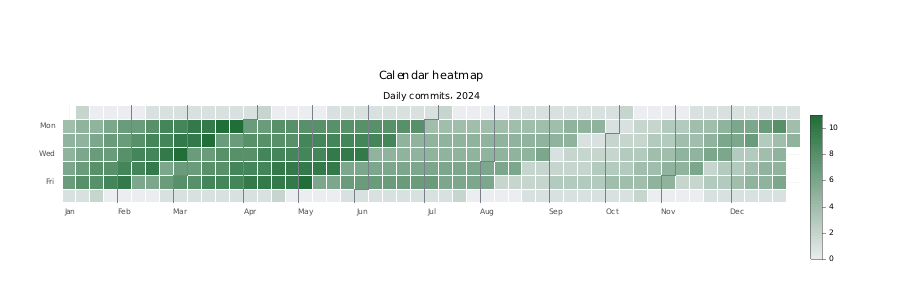 Calendar heatmap
Daily commits, 2024
Mon
Wed
Fri
Jan Feb Mar Apr May Jun Jul Aug Sep Oct Nov Dec
10
8
6
4
2
0